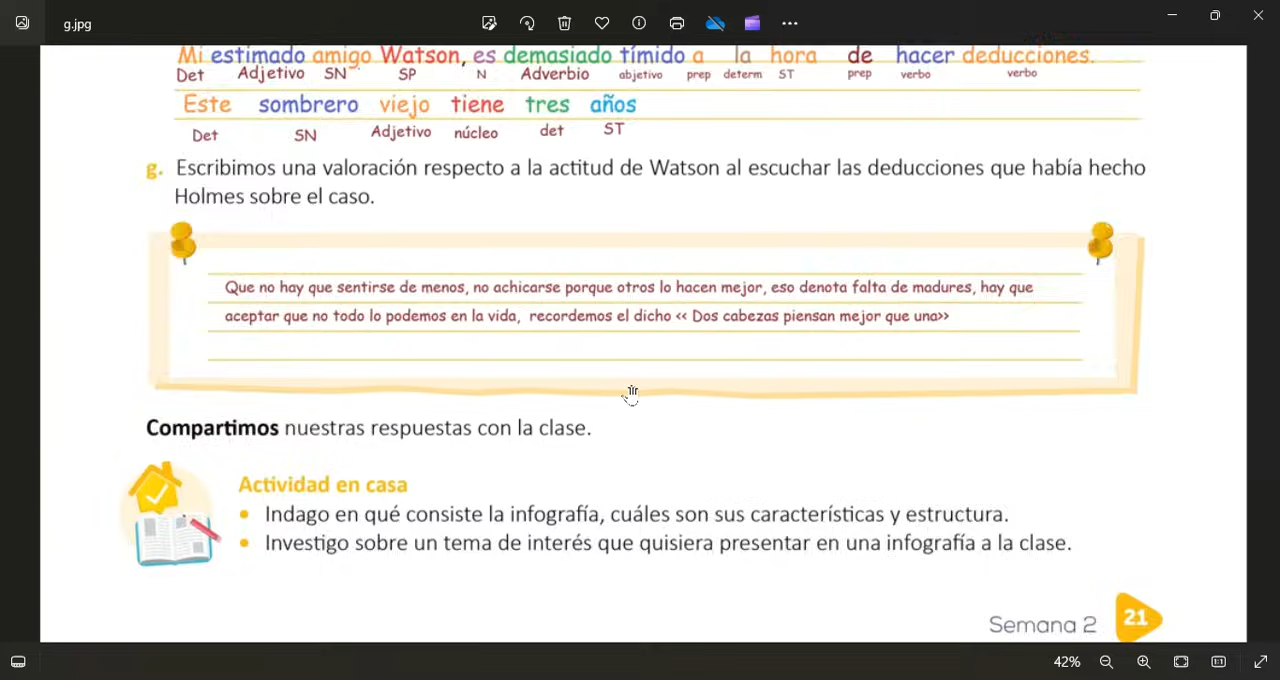 g.jpg
Mi estimado amigo Watson, es demasiado tímido a la hora de hacer deducciones.
Det Adjetivo SN SP N Adverbio abjetivo prep determ ST prep verbo verbo
Este sombrero viejo tiene tres años
Det SN Adjetivo núcleo det ST
g. Escribimos una valoración respecto a la actitud de Watson al escuchar las deducciones que había hecho
Holmes sobre el caso.
Que no hay que sentirse de menos, no achicarse porque otros lo hacen mejor, eso denota falta de madures, hay que
aceptar que no todo lo podemos en la vida, recordemos el dicho << Dos cabezas piensan mejor que una>>
Compartimos nuestras respuestas con la clase.
Actividad en casa
• Indago en qué consiste la infografía, cuáles son sus características y estructura.
• Investigo sobre un tema de interés que quisiera presentar en una infografía a la clase.
Semana 2 21
42%